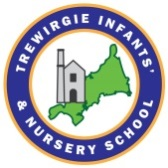 TREWIRGIE INFANTS'
& NURSERY SCHOOL